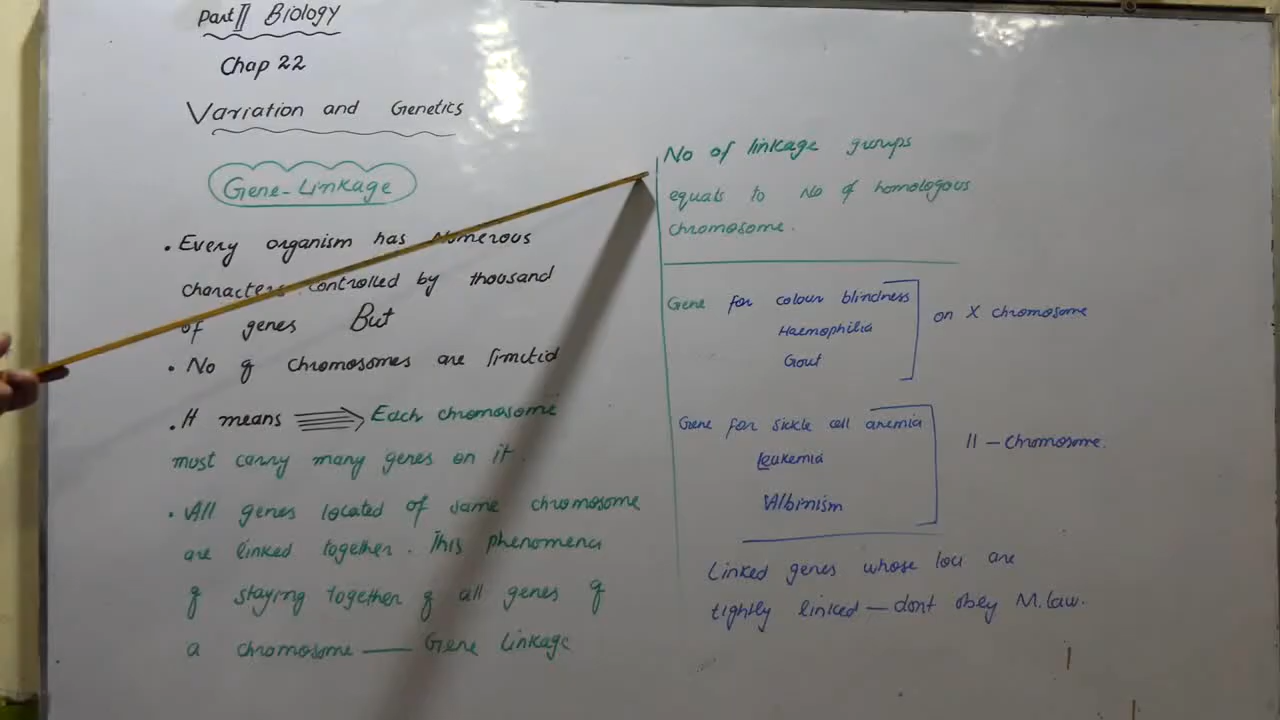 Part II Biology
Chap 22
Variation and Genetics
Gene-Linkage
• Every organism has Numerous
characters controlled by thousand
of genes But
• No of chromosomes are limitid
• It means Each chromosome
must carry many genes on it.
• All genes located of same chromosome
are linked together. This phenomena
of staying together of all genes of
a chromosome — Gene Linkage
No of linkage groups
equals to No of homologous
chromosome.
Gene for colour blindness
Haemophilia
Gout
on X chromosome
Gene for sickle cell anemia
leukemia
Albinism
11 - chromosome.
Linked genes whose loci are
tightly linked — dont obey M.law.